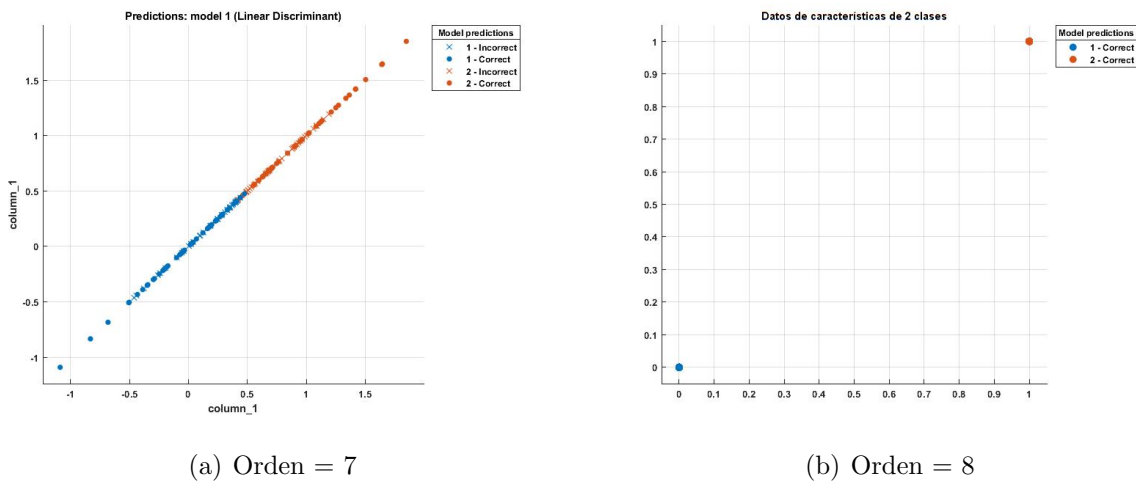 Predictions: model 1 (Linear Discriminant)
Model predictions
1 - Incorrect
1 - Correct
2 - Incorrect
2 - Correct
column_1
1.5
1
0.5
0
-0.5
-1
-1
-0.5
0
0.5
1
1.5
column_1
(a) Orden = 7
Datos de características de 2 clases
Model predictions
1 - Correct
2 - Correct
1
0.9
0.8
0.7
0.6
0.5
0.4
0.3
0.2
0.1
0
0
0.1
0.2
0.3
0.4
0.5
0.6
0.7
0.8
0.9
1
(b) Orden = 8